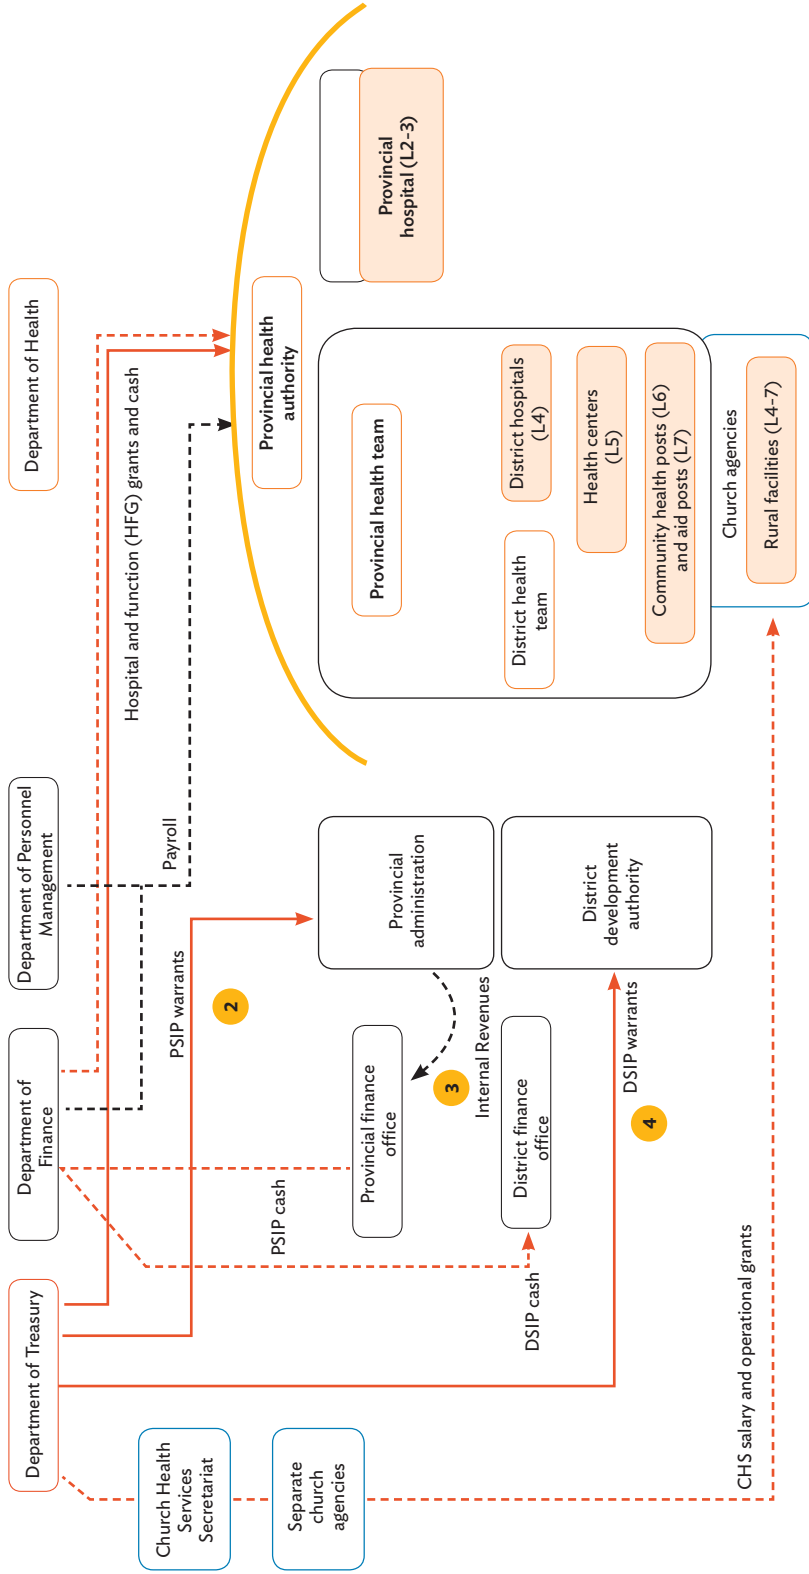 Department of Treasury
Department of
Finance
Department of Personnel
Management
Department of Health
Hospital and function (HFG) grants and cash
Payroll
PSIP warrants
2
Church Health
Services
Secretariat
Separate
church
agencies
PSIP cash
DSIP cash
Provincial finance
office
3
Internal Revenues
District finance
office
Provincial
administration
District
development
authority
DSIP warrants
4
CHS salary and operational grants
Provincial health
authority
Provincial
hospital (L2-3)
Provincial health team
District health
team
District hospitals
(L4)
Health centers
(L5)
Community health posts (L6)
and aid posts (L7)
Church agencies
Rural facilities (L4-7)